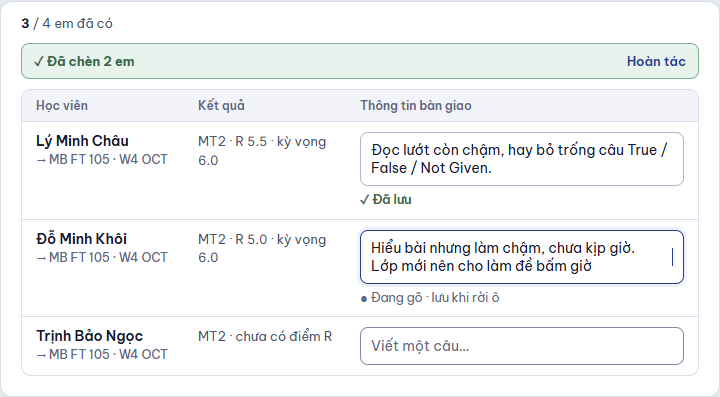 3 / 4 em đã có
✓ Đã chèn 2 em
Hoàn tác
Học viên
Kết quả
Thông tin bàn giao
Lý Minh Châu
→ MB FT 105 · W4 OCT
MT2 · R 5.5 · kỳ vọng
6.0
Đọc lướt còn chậm, hay bỏ trống câu True /
False / Not Given.
✓ Đã lưu
Đỗ Minh Khôi
→ MB FT 105 · W4 OCT
MT2 · R 5.0 · kỳ vọng
6.0
Hiểu bài nhưng làm chậm, chưa kịp giờ.
Lớp mới nên cho làm đề bấm giờ
● Đang gõ · lưu khi rời ô
Trịnh Bảo Ngọc
→ MB FT 105 · W4 OCT
MT2 · chưa có điểm R
Viết một câu...